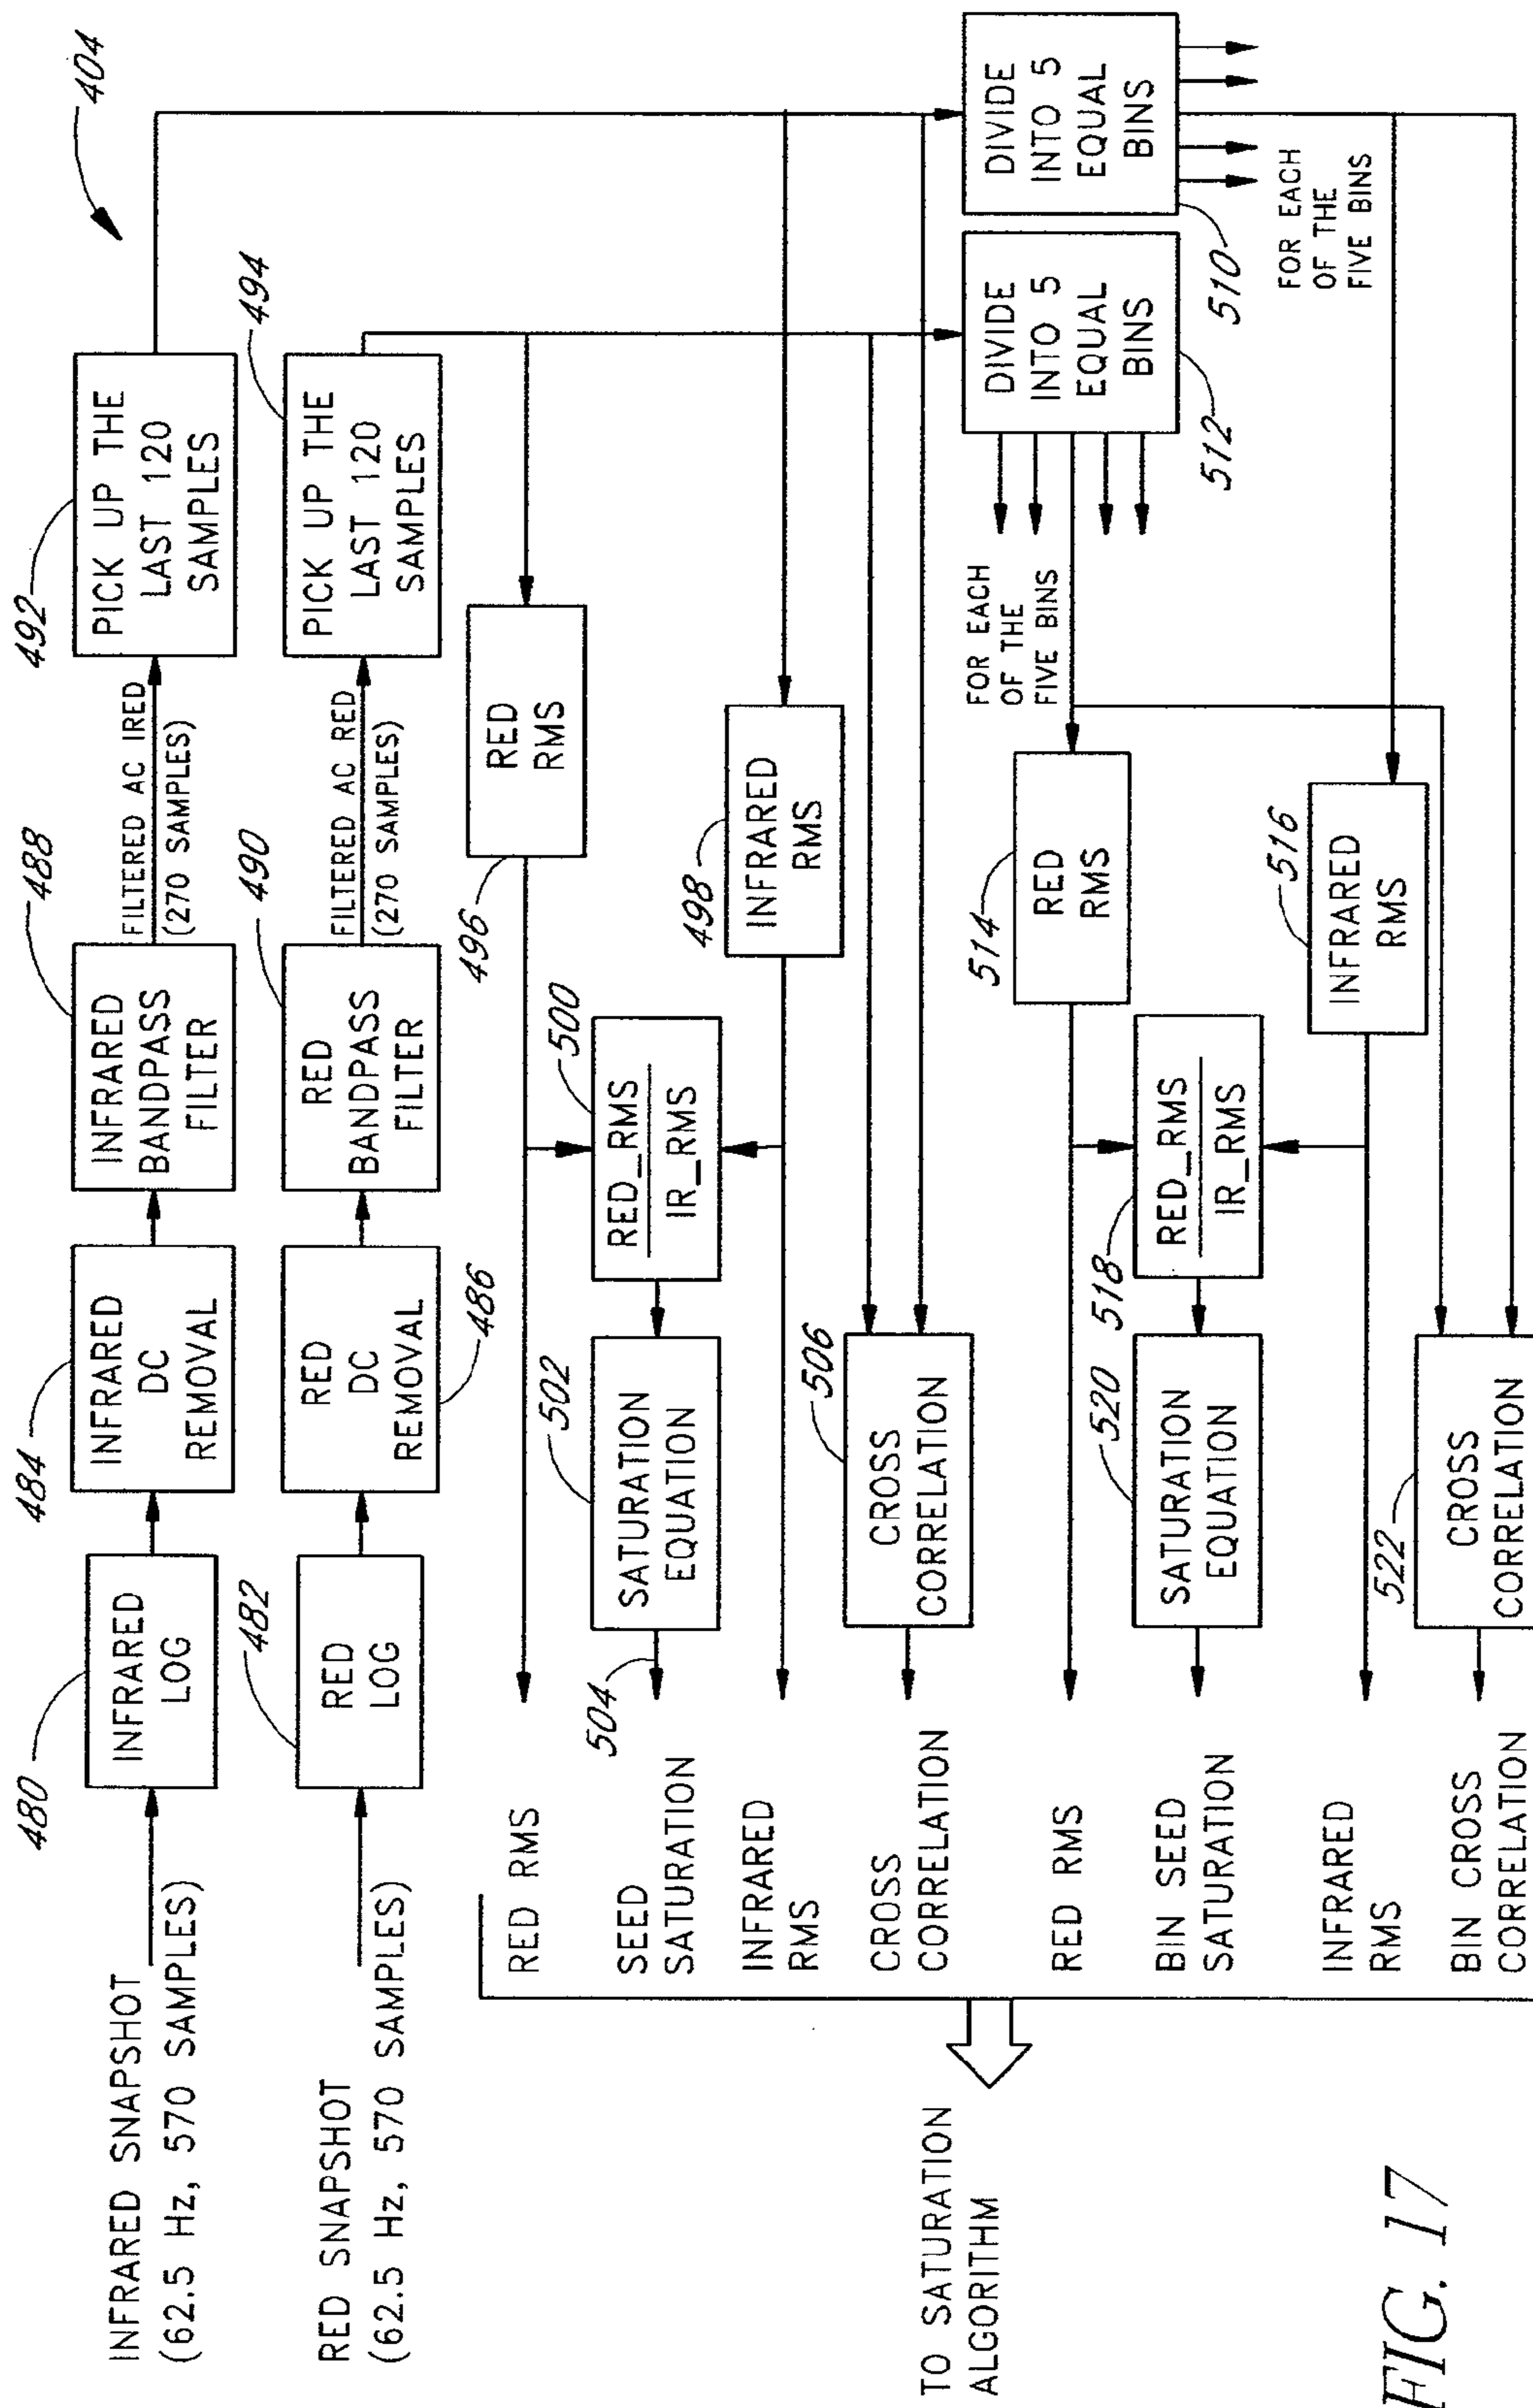 404
INFRARED SNAPSHOT
(62.5 Hz, 570 SAMPLES)
480
INFRARED
LOG
484
INFRARED
DC
REMOVAL
488
INFRARED
BANDPASS
FILTER
FILTERED AC IRED
(270 SAMPLES)
492
PICK UP THE
LAST 120
SAMPLES
RED SNAPSHOT
(62.5 Hz, 570 SAMPLES)
482
RED
LOG
RED
DC
REMOVAL
486
490
RED
BANDPASS
FILTER
FILTERED AC RED
(270 SAMPLES)
494
PICK UP THE
LAST 120
SAMPLES
RED RMS
496
RED
RMS
SEED
SATURATION
504
502
SATURATION
EQUATION
500
RED_RMS
IR_RMS
INFRARED
RMS
498
INFRARED
RMS
CROSS
CORRELATION
506
CROSS
CORRELATION
DIVIDE
INTO 5
EQUAL
BINS
512
DIVIDE
INTO 5
EQUAL
BINS
510
FOR EACH
OF THE
FIVE BINS
FOR EACH
OF THE
FIVE BINS
TO SATURATION
ALGORITHM
RED RMS
514
RED
RMS
BIN SEED
SATURATION
520
SATURATION
EQUATION
518
RED_RMS
IR_RMS
INFRARED
RMS
516
INFRARED
RMS
BIN CROSS
CORRELATION
522
CROSS
CORRELATION
FIG. 17